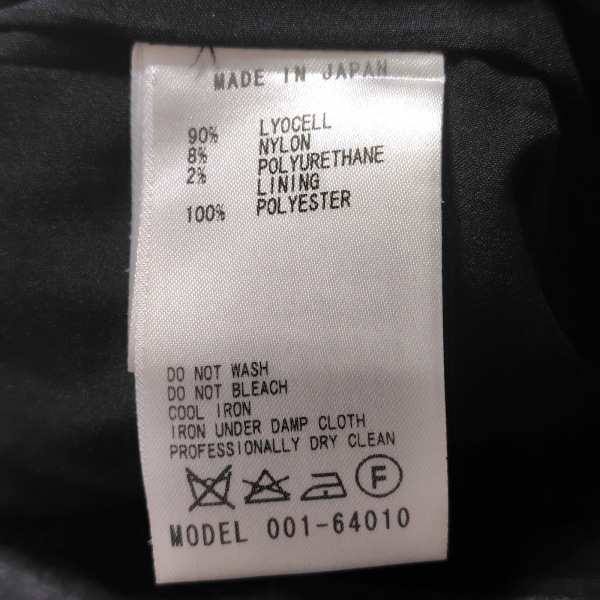 MADE IN JAPAN
90% LYOCELL
8% NYLON
2% POLYURETHANE
LINING
100% POLYESTER
DO NOT WASH
DO NOT BLEACH
COOL IRON
IRON UNDER DAMP CLOTH
PROFESSIONALLY DRY CLEAN
F
MODEL 001-64010